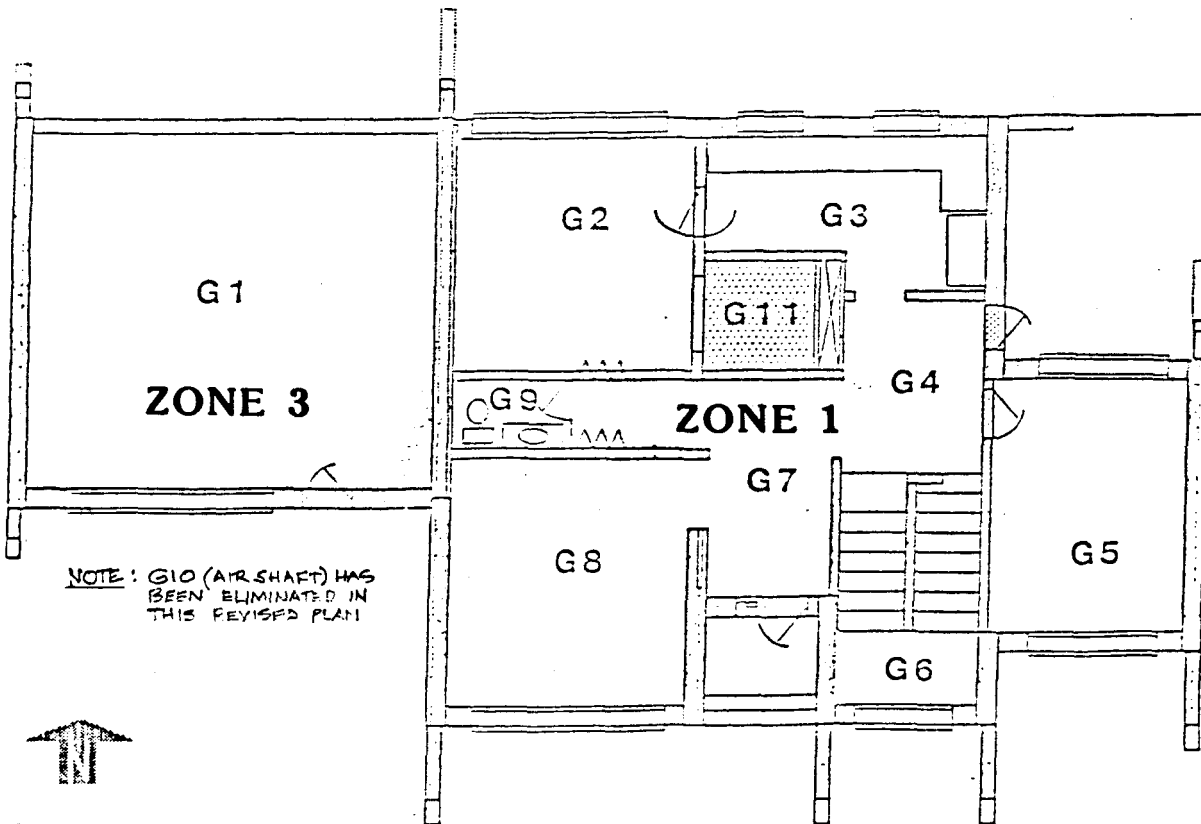 G2
G3
G1
G11
ZONE 3
G9
ZONE 1
G4
G7
G8
G5
NOTE: G10 (AIR SHAFT) HAS
BEEN ELIMINATED IN
THIS REVISED PLAN
G6
N